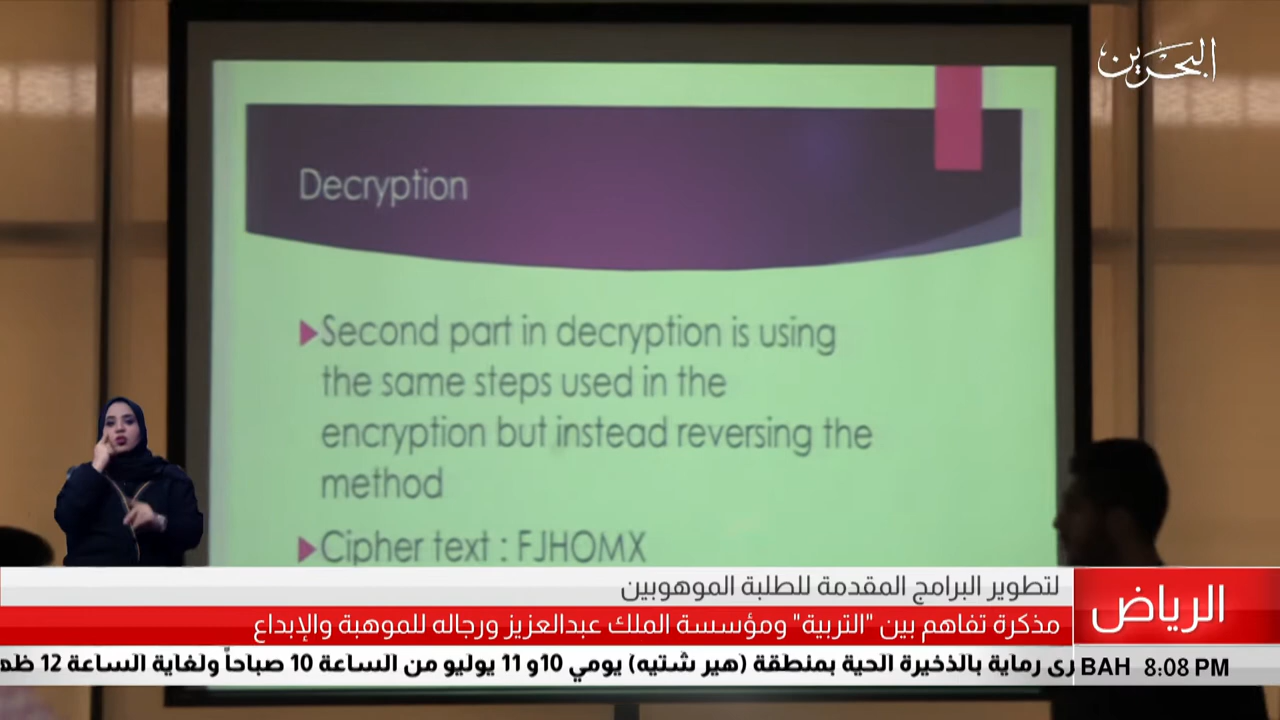 البحرين
Decryption
Second part in decryption is using
the same steps used in the
encryption but instead reversing the
method
Cipher text : FJHOMX
الرياض
لتطوير البرامج المقدمة للطلبة الموهوبين
مذكرة تفاهم بين "التربية" ومؤسسة الملك عبدالعزيز ورجاله للموهبة والإبداع
BAH 8:08 PM
رماية بالذخيرة الحية بمنطقة (هير شتيه) يومي 10و 11 يوليو من الساعة 10 صباحاً ولغاية الساعة 12